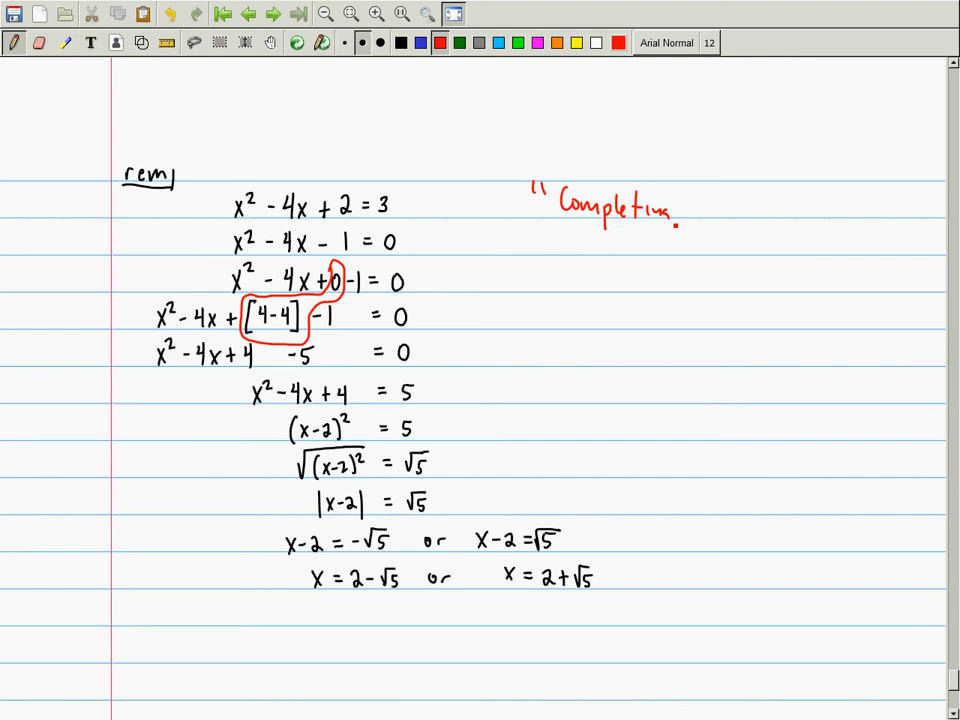 Arial Normal 12
rem|
x² - 4x + 2 = 3
" Completing
x² - 4x - 1 = 0
x² - 4x + 0 - 1 = 0
x² - 4x + [4 - 4] - 1 = 0
x² - 4x + 4 - 5 = 0
x² - 4x + 4 = 5
(x - 2)² = 5
√(x-2)² = √5
|x - 2| = √5
x - 2 = -√5 or x - 2 = √5
x = 2 - √5 or x = 2 + √5